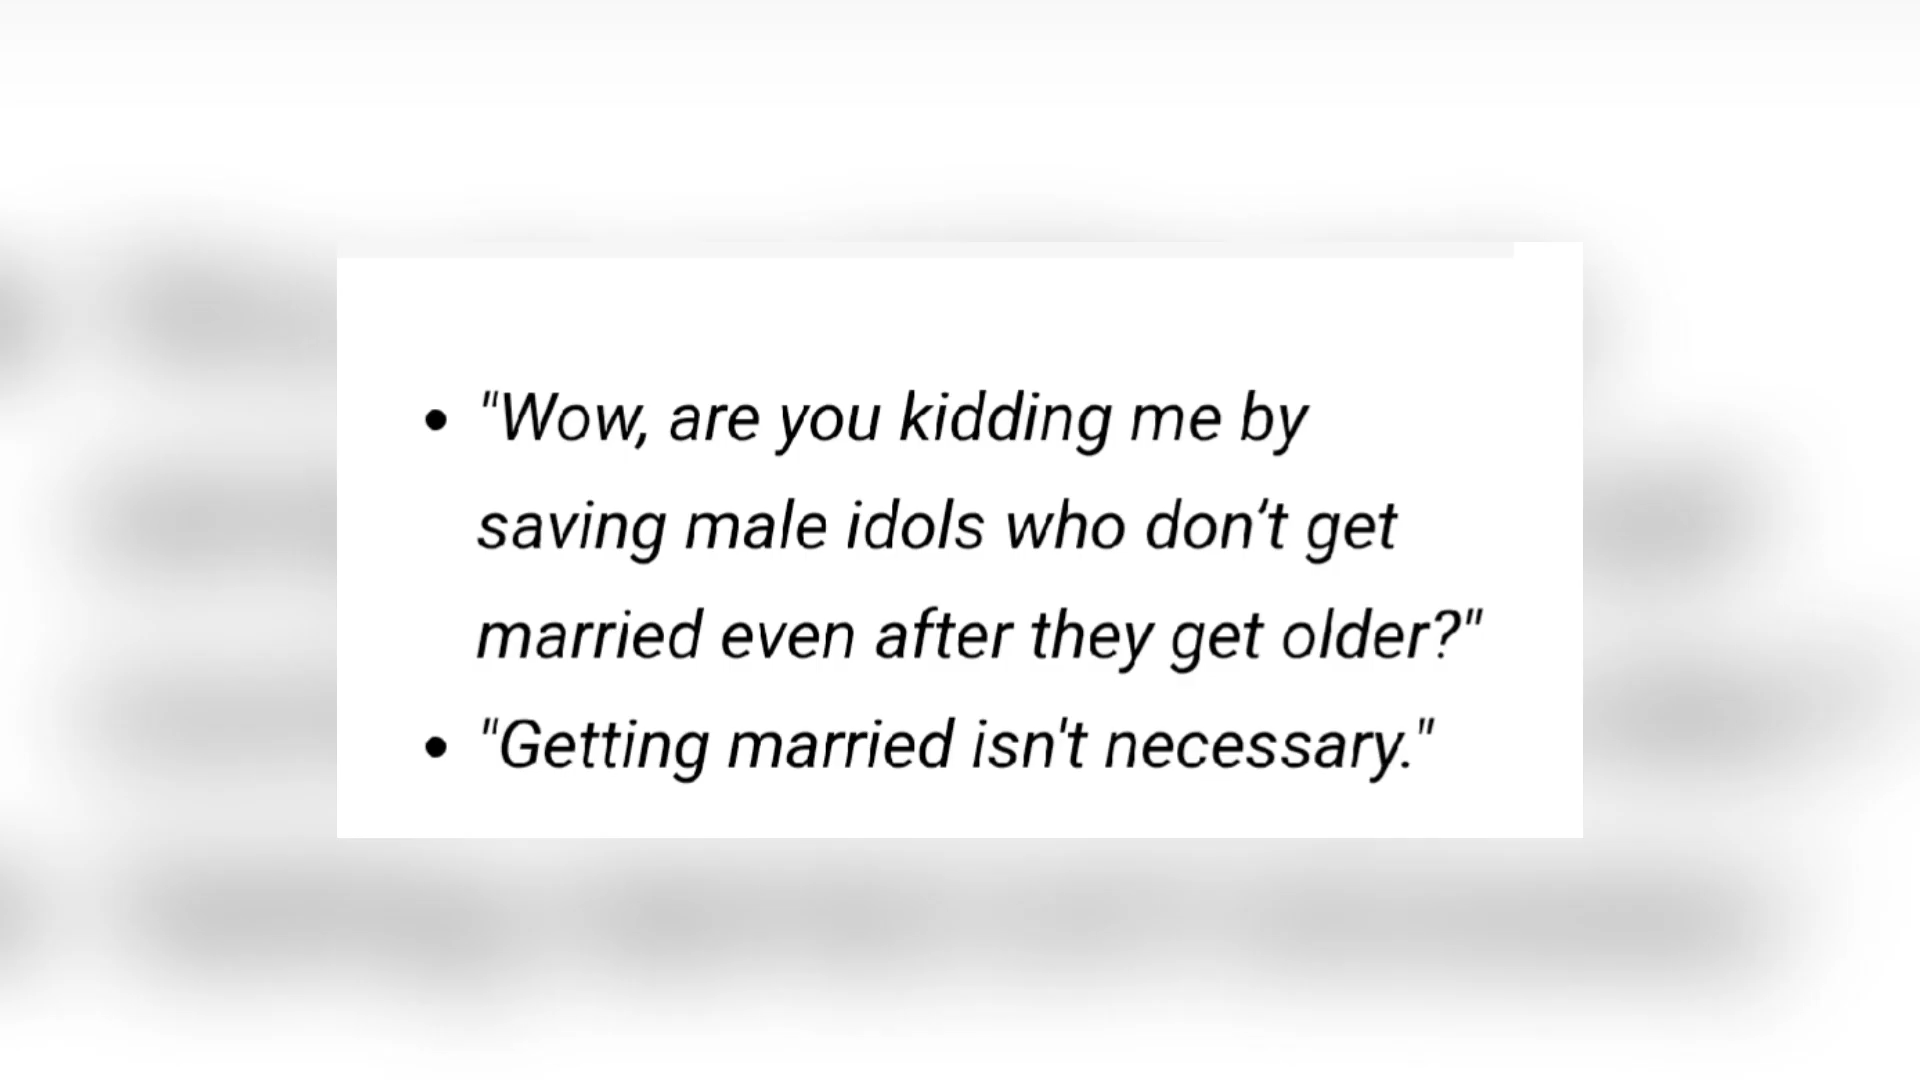 • "Wow, are you kidding me by
saving male idols who don’t get
married even after they get older?"
• "Getting married isn't necessary."